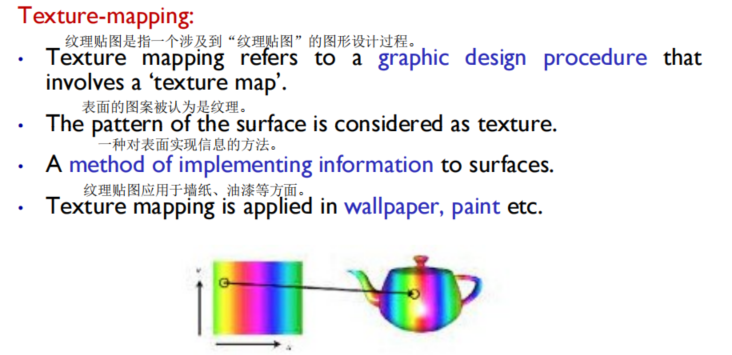 Texture-mapping:
纹理贴图是指一个涉及到“纹理贴图”的图形设计过程。
• Texture mapping refers to a graphic design procedure that
involves a ‘texture map’.
表面的图案被认为是纹理。
• The pattern of the surface is considered as texture.
一种对表面实现信息的方法。
• A method of implementing information to surfaces.
纹理贴图应用于墙纸、油漆等方面。
• Texture mapping is applied in wallpaper, paint etc.